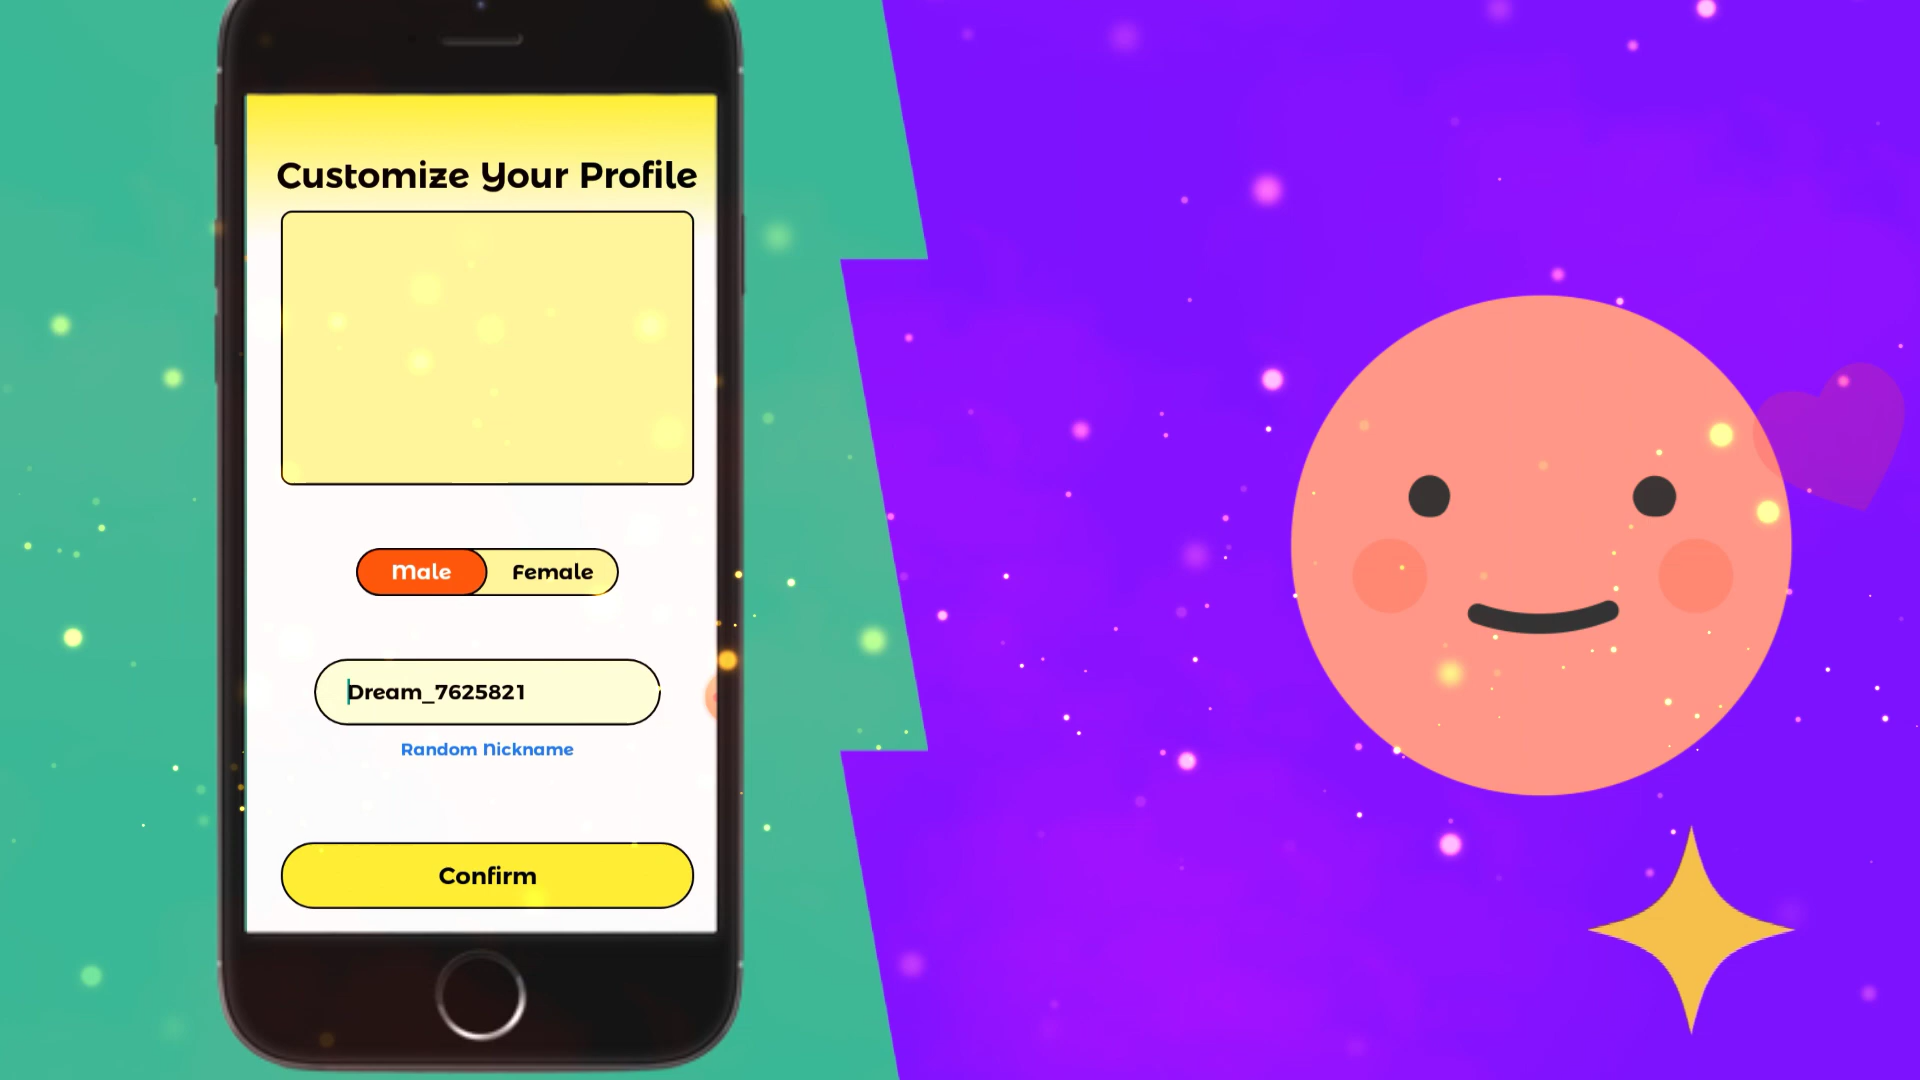 Customize Your Profile
Male Female
Dream_7625821
Random Nickname
Confirm